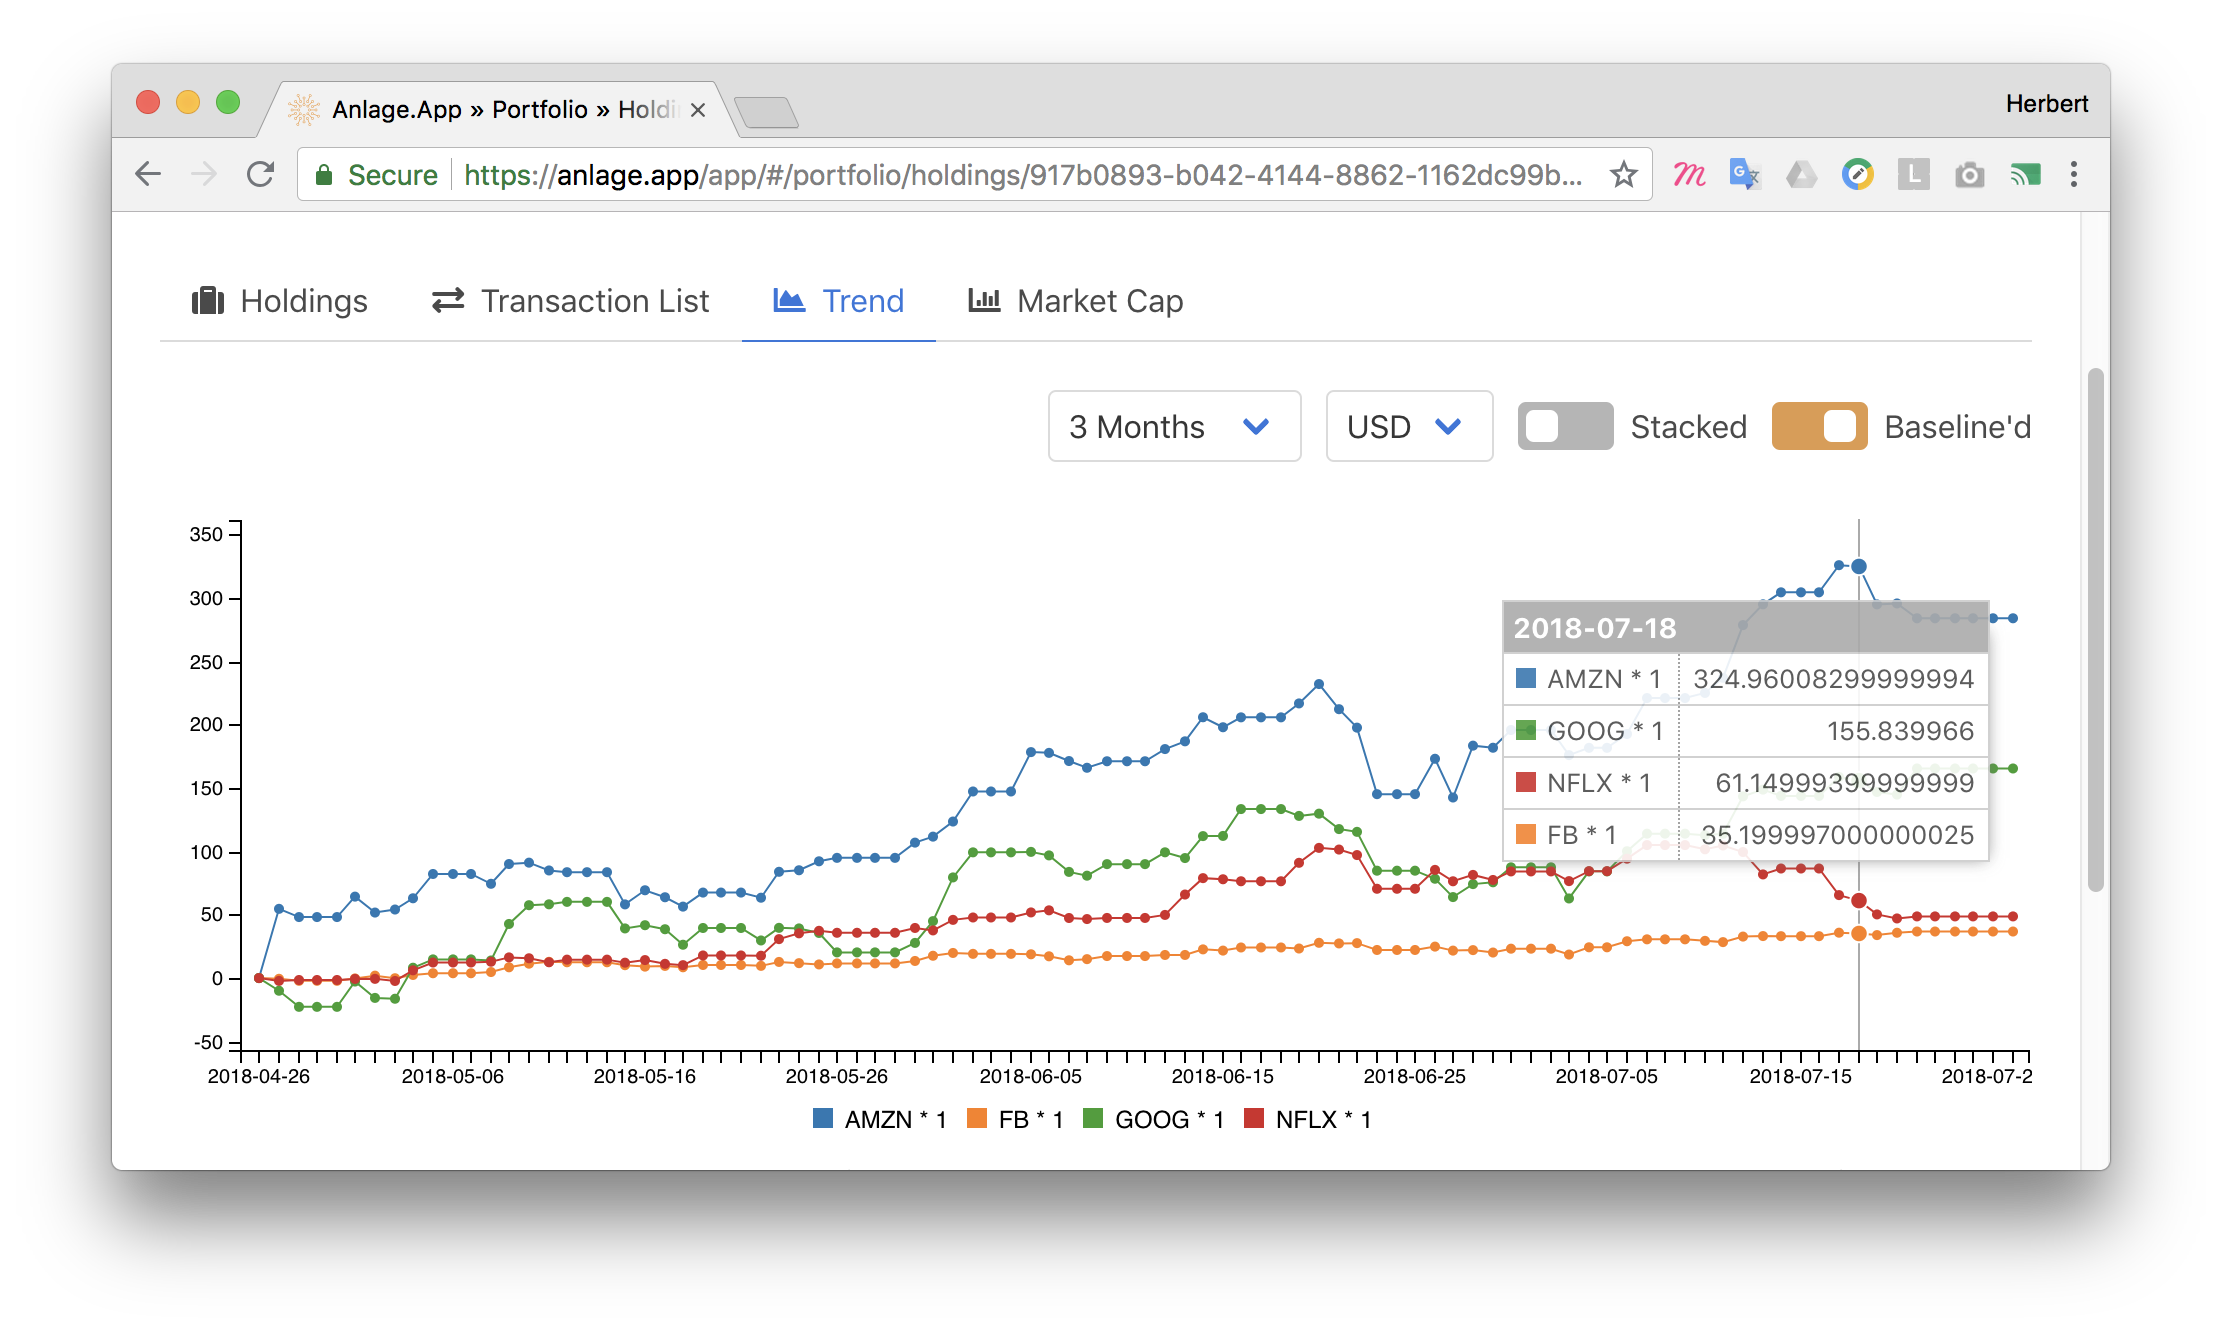 Anlage.App » Portfolio » Holdi
Herbert
Secure https://anlage.app/app/#/portfolio/holdings/917b0893-b042-4144-8862-1162dc99b...
Holdings Transaction List Trend Market Cap
3 Months USD Stacked Baseline'd
350
300
250
200
150
100
50
0
-50
2018-07-18
AMZN * 1 324.96008299999994
GOOG * 1 155.839966
NFLX * 1 61.149993999999999
FB * 1 35.199997000000025
2018-04-26 2018-05-06 2018-05-16 2018-05-26 2018-06-05 2018-06-15 2018-06-25 2018-07-05 2018-07-15 2018-07-2
AMZN * 1 FB * 1 GOOG * 1 NFLX * 1